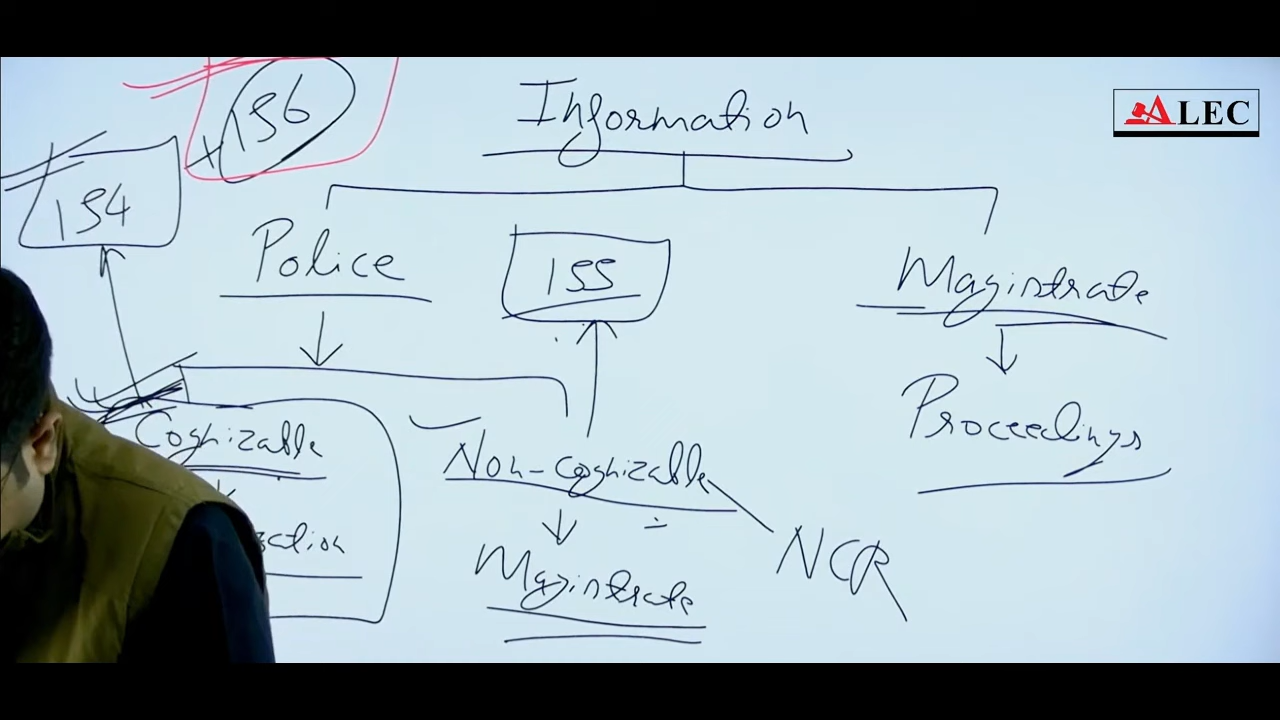 156
Information
ALEC
154
Police
155
Magistrate
Proceedings
Cognizable
Non-cognizable
NCR
Magistrate